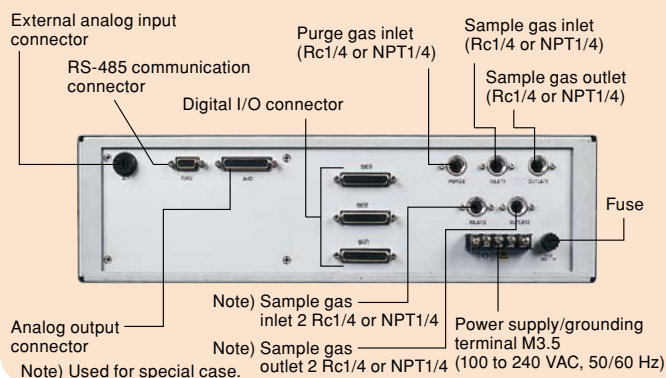 External analog input
connector
RS-485 communication
connector
Digital I/O connector
Purge gas inlet
(Rc1/4 or NPT1/4)
Sample gas inlet
(Rc1/4 or NPT1/4)
Sample gas outlet
(Rc1/4 or NPT1/4)
PURGE
INLET1
OUTLET1
INLET2
OUTLET2
Fuse
Analog output
connector
Note) Sample gas
inlet 2 Rc1/4 or NPT1/4
Note) Sample gas
outlet 2 Rc1/4 or NPT1/4
Power supply/grounding
terminal M3.5
(100 to 240 VAC, 50/60 Hz)
Note) Used for special case.